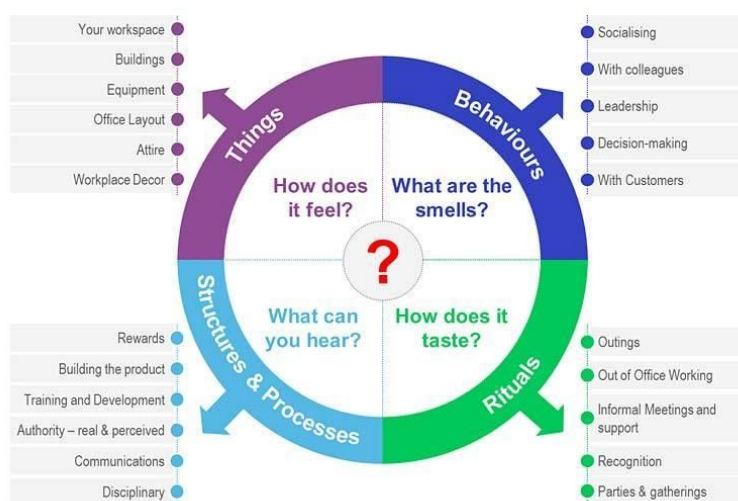 Your workspace
Buildings
Equipment
Office Layout
Attire
Workplace Decor
Things
How does
it feel?
Behaviours
What are the
smells?
Socialising
With colleagues
Leadership
Decision-making
With Customers
?
Rewards
Building the product
Training and Development
Authority – real & perceived
Communications
Disciplinary
Structures & Processes
What can
you hear?
Rituals
How does it
taste?
Outings
Out of Office Working
Informal Meetings and
support
Recognition
Parties & gatherings